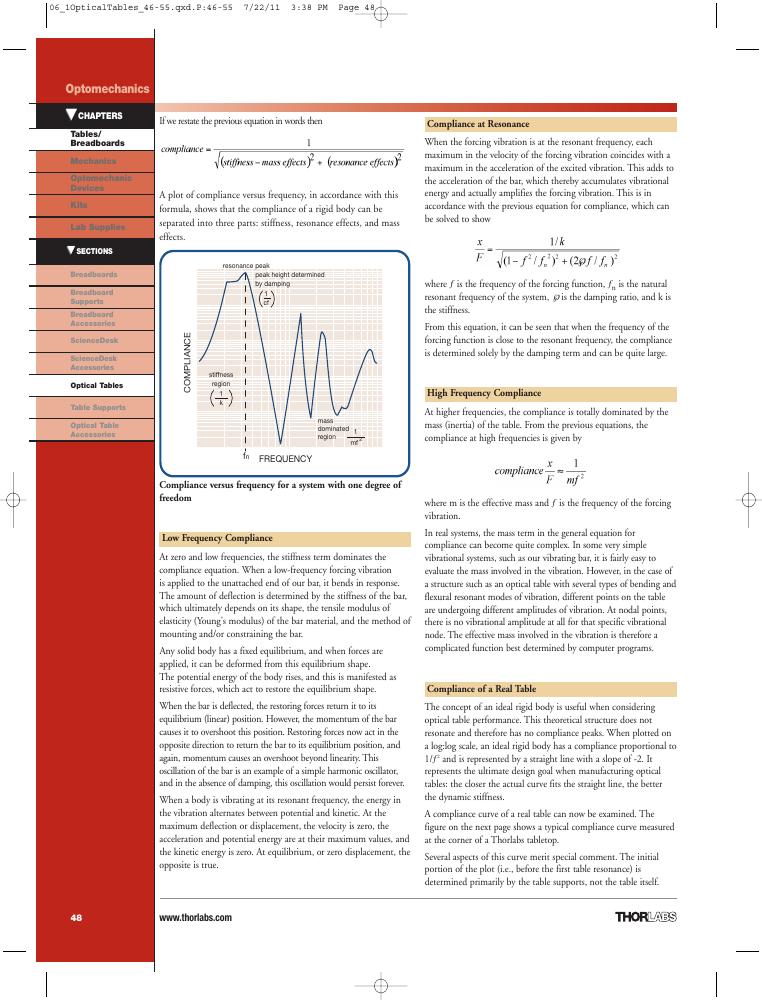 06_1OpticalTables_46-55.qxd.P:46-55 7/22/11 3:38 PM Page 48
Optomechanics
▼CHAPTERS
Tables/
Breadboards
Mechanics
Optomechanic
Devices
Kits
Lab Supplies
▼SECTIONS
Breadboards
Breadboard
Supports
Breadboard
Accessories
ScienceDesk
ScienceDesk
Accessories
Optical Tables
Table Supports
Optical Table
Accessories
If we restate the previous equation in words then
compliance = 1 / √((stiffness – mass effects)² + (resonance effects)²)
A plot of compliance versus frequency, in accordance with this
formula, shows that the compliance of a rigid body can be
separated into three parts: stiffness, resonance effects, and mass
effects.
resonance peak
peak height determined
by damping
(1/cf)
COMPLIANCE
stiffness
region
(1/k)
mass
dominated
region 1/mf²
fn FREQUENCY
Compliance versus frequency for a system with one degree of
freedom
Low Frequency Compliance
At zero and low frequencies, the stiffness term dominates the
compliance equation. When a low-frequency forcing vibration
is applied to the unattached end of our bar, it bends in response.
The amount of deflection is determined by the stiffness of the bar,
which ultimately depends on its shape, the tensile modulus of
elasticity (Young's modulus) of the bar material, and the method of
mounting and/or constraining the bar.
Any solid body has a fixed equilibrium, and when forces are
applied, it can be deformed from this equilibrium shape.
The potential energy of the body rises, and this is manifested as
resistive forces, which act to restore the equilibrium shape.
When the bar is deflected, the restoring forces return it to its
equilibrium (linear) position. However, the momentum of the bar
causes it to overshoot this position. Restoring forces now act in the
opposite direction to return the bar to its equilibrium position, and
again, momentum causes an overshoot beyond linearity. This
oscillation of the bar is an example of a simple harmonic oscillator,
and in the absence of damping, this oscillation would persist forever.
When a body is vibrating at its resonant frequency, the energy in
the vibration alternates between potential and kinetic. At the
maximum deflection or displacement, the velocity is zero, the
acceleration and potential energy are at their maximum values, and
the kinetic energy is zero. At equilibrium, or zero displacement, the
opposite is true.
Compliance at Resonance
When the forcing vibration is at the resonant frequency, each
maximum in the velocity of the forcing vibration coincides with a
maximum in the acceleration of the excited vibration. This adds to
the acceleration of the bar, which thereby accumulates vibrational
energy and actually amplifies the forcing vibration. This is in
accordance with the previous equation for compliance, which can
be solved to show
x/F = 1/k / √((1 – f²/fn²)² + (2℘f/fn)²)
where f is the frequency of the forcing function, fn is the natural
resonant frequency of the system, ℘ is the damping ratio, and k is
the stiffness.
From this equation, it can be seen that when the frequency of the
forcing function is close to the resonant frequency, the compliance
is determined solely by the damping term and can be quite large.
High Frequency Compliance
At higher frequencies, the compliance is totally dominated by the
mass (inertia) of the table. From the previous equations, the
compliance at high frequencies is given by
compliance x/F ≈ 1/mf²
where m is the effective mass and f is the frequency of the forcing
vibration.
In real systems, the mass term in the general equation for
compliance can become quite complex. In some very simple
vibrational systems, such as our vibrating bar, it is fairly easy to
evaluate the mass involved in the vibration. However, in the case of
a structure such as an optical table with several types of bending and
flexural resonant modes of vibration, different points on the table
are undergoing different amplitudes of vibration. At nodal points,
there is no vibrational amplitude at all for that specific vibrational
node. The effective mass involved in the vibration is therefore a
complicated function best determined by computer programs.
Compliance of a Real Table
The concept of an ideal rigid body is useful when considering
optical table performance. This theoretical structure does not
resonate and therefore has no compliance peaks. When plotted on
a log:log scale, an ideal rigid body has a compliance proportional to
1/f² and is represented by a straight line with a slope of -2. It
represents the ultimate design goal when manufacturing optical
tables: the closer the actual curve fits the straight line, the better
the dynamic stiffness.
A compliance curve of a real table can now be examined. The
figure on the next page shows a typical compliance curve measured
at the corner of a Thorlabs tabletop.
Several aspects of this curve merit special comment. The initial
portion of the plot (i.e., before the first table resonance) is
determined primarily by the table supports, not the table itself.
48
www.thorlabs.com
THORLABS